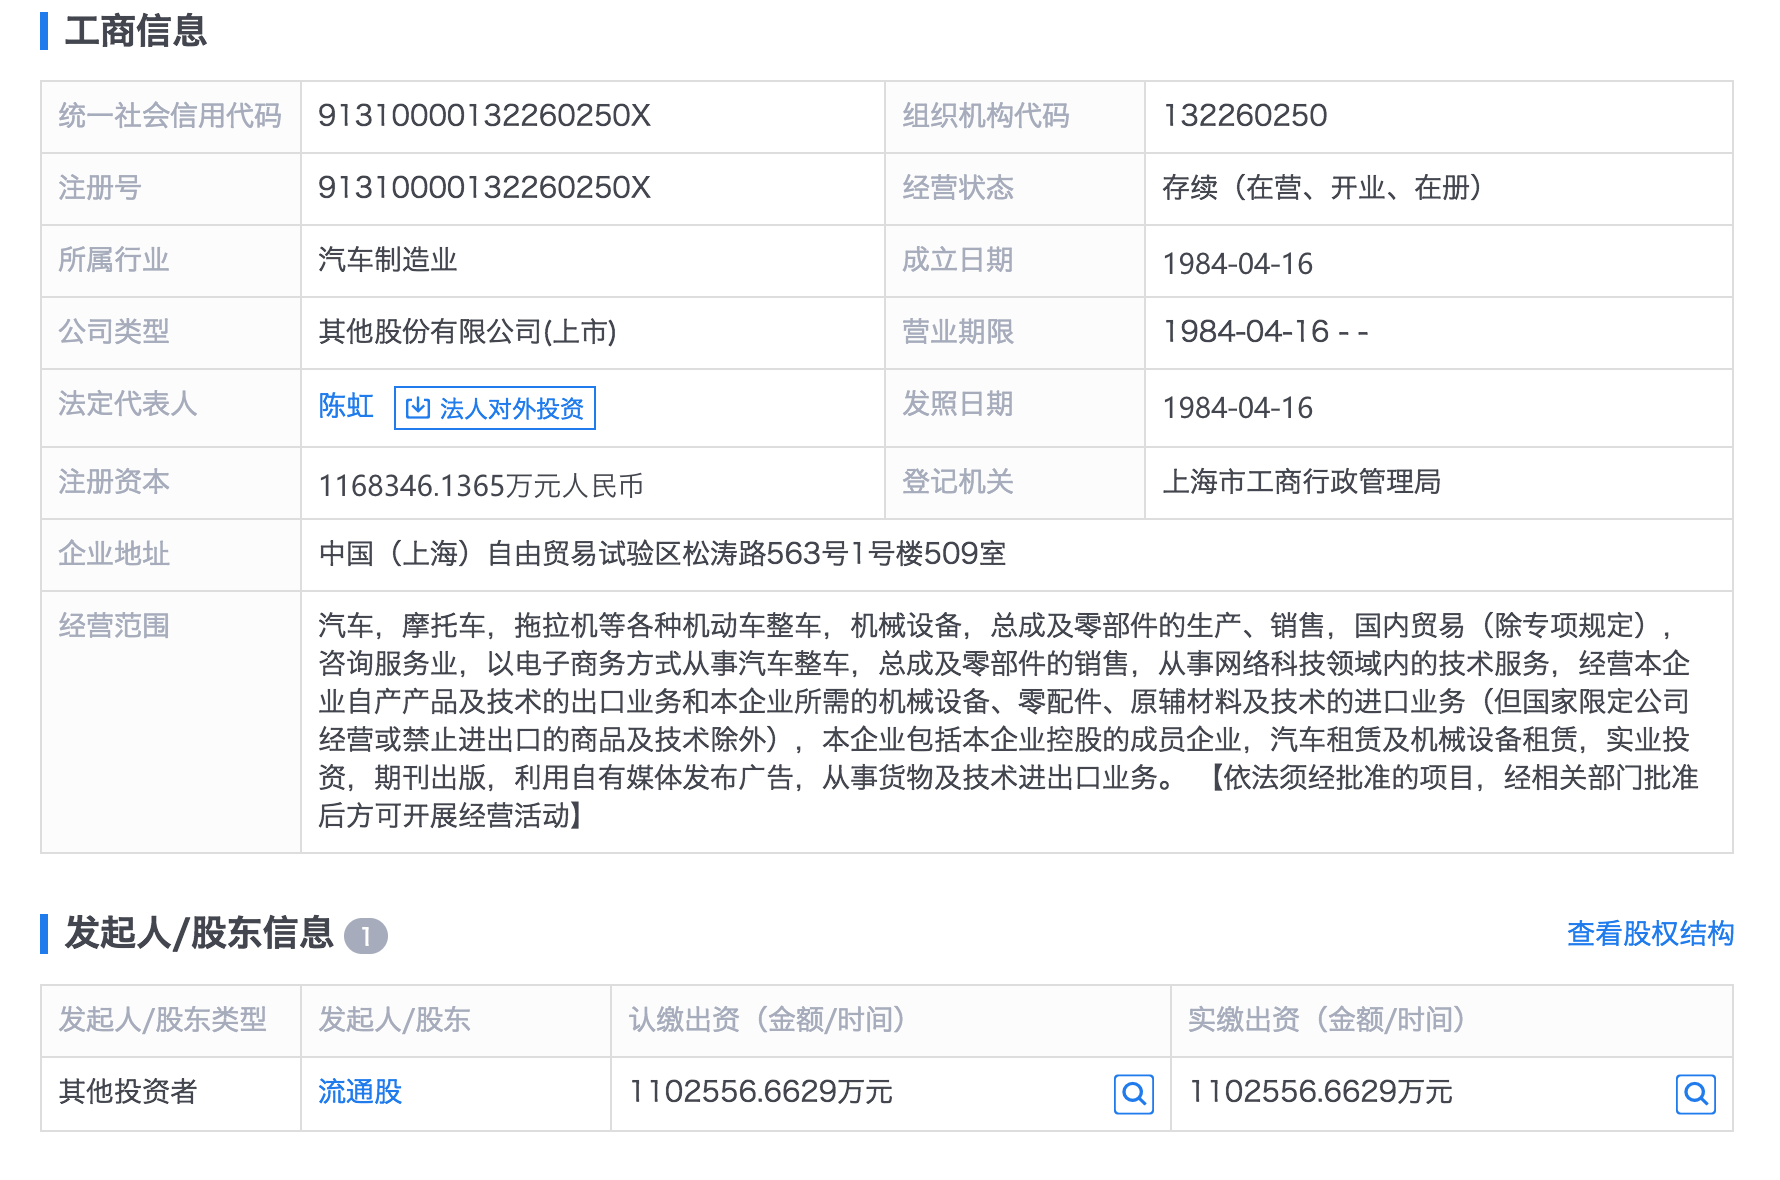 工商信息
统一社会信用代码 91310000132260250X 组织机构代码 132260250
注册号 91310000132260250X 经营状态 存续（在营、开业、在册）
所属行业 汽车制造业 成立日期 1984-04-16
公司类型 其他股份有限公司(上市) 营业期限 1984-04-16 - -
法定代表人 陈虹 法人对外投资 发照日期 1984-04-16
注册资本 1168346.1365万元人民币 登记机关 上海市工商行政管理局
企业地址 中国（上海）自由贸易试验区松涛路563号1号楼509室
经营范围 汽车，摩托车，拖拉机等各种机动车整车，机械设备，总成及零部件的生产、销售，国内贸易（除专项规定），
咨询服务业，以电子商务方式从事汽车整车，总成及零部件的销售，从事网络科技领域内的技术服务，经营本企
业自产产品及技术的出口业务和本企业所需的机械设备、零配件、原辅材料及技术的进口业务（但国家限定公司
经营或禁止进出口的商品及技术除外），本企业包括本企业控股的成员企业，汽车租赁及机械设备租赁，实业投
资，期刊出版，利用自有媒体发布广告，从事货物及技术进出口业务。 【依法须经批准的项目，经相关部门批准
后方可开展经营活动】
发起人/股东信息 1 查看股权结构
发起人/股东类型 发起人/股东 认缴出资（金额/时间） 实缴出资（金额/时间）
其他投资者 流通股 1102556.6629万元 1102556.6629万元